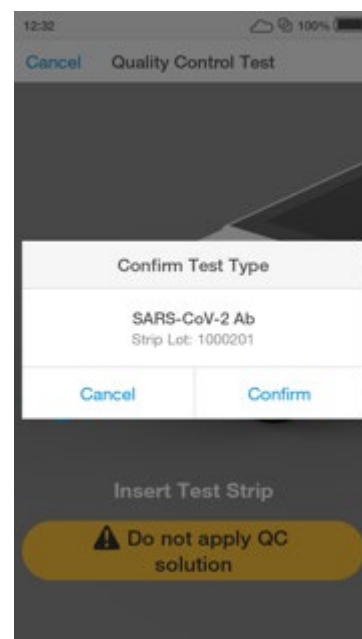 12:32
100%
Cancel Quality Control Test
Confirm Test Type
SARS-CoV-2 Ab
Strip Lot: 1000201
Cancel Confirm
Insert Test Strip
Do not apply QC
solution